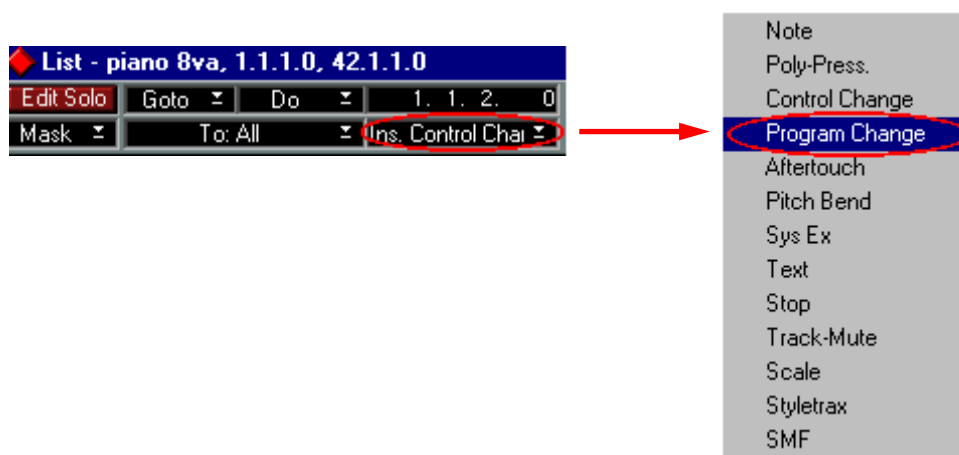 List - piano 8va, 1.1.1.0, 42.1.1.0
Edit Solo Goto Do 1. 1. 2. 0
Mask To: All Ins. Control Chai
Note
Poly-Press.
Control Change
Program Change
Aftertouch
Pitch Bend
Sys Ex
Text
Stop
Track-Mute
Scale
Styletrax
SMF